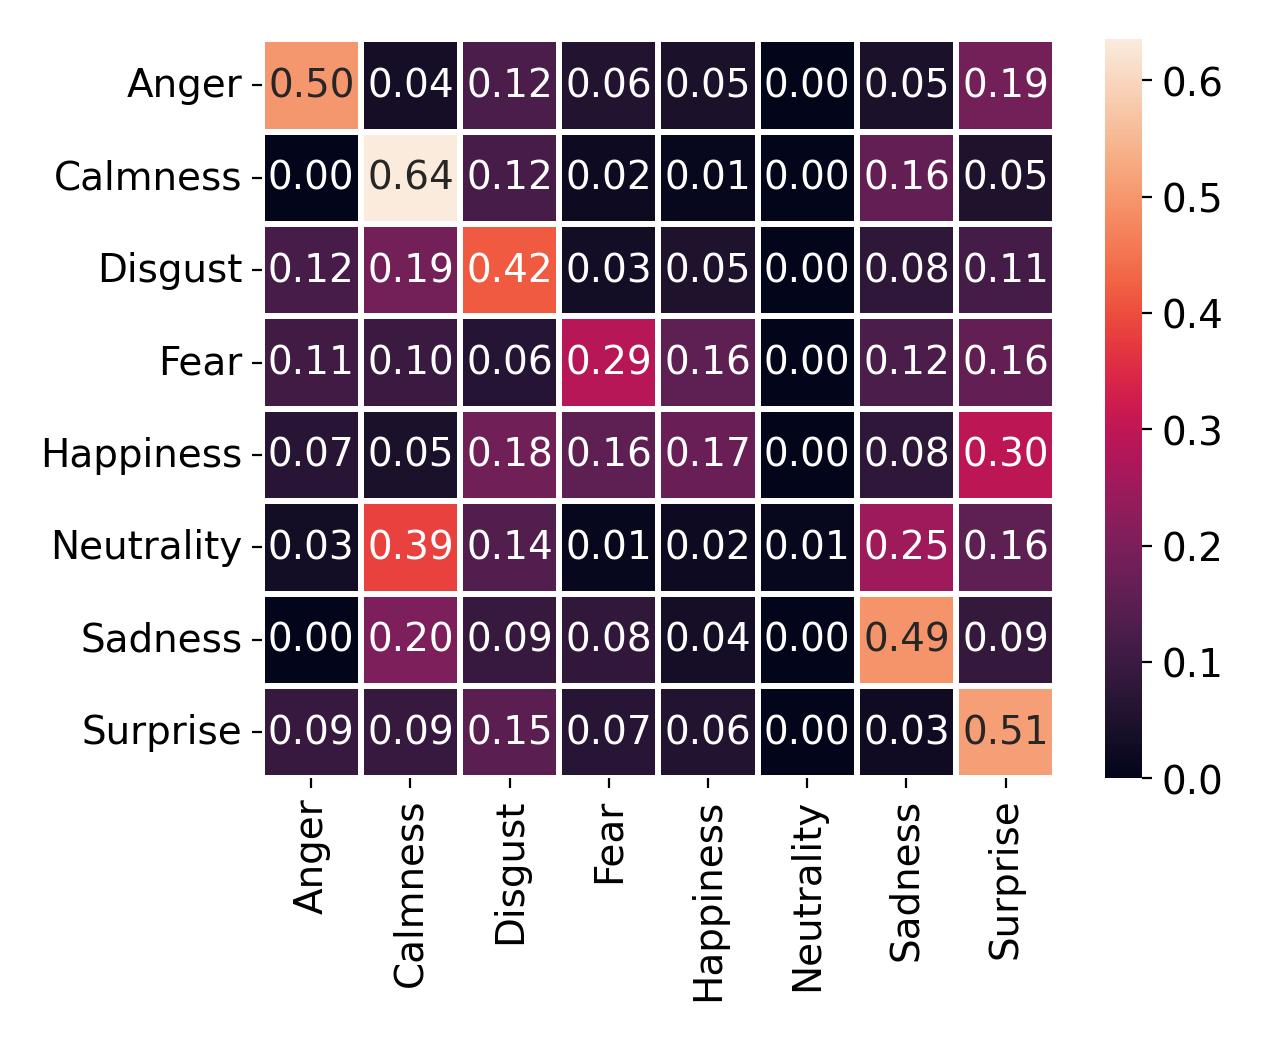 Anger 0.50 0.04 0.12 0.06 0.05 0.00 0.05 0.19
Calmness 0.00 0.64 0.12 0.02 0.01 0.00 0.16 0.05
Disgust 0.12 0.19 0.42 0.03 0.05 0.00 0.08 0.11
Fear 0.11 0.10 0.06 0.29 0.16 0.00 0.12 0.16
Happiness 0.07 0.05 0.18 0.16 0.17 0.00 0.08 0.30
Neutrality 0.03 0.39 0.14 0.01 0.02 0.01 0.25 0.16
Sadness 0.00 0.20 0.09 0.08 0.04 0.00 0.49 0.09
Surprise 0.09 0.09 0.15 0.07 0.06 0.00 0.03 0.51
Anger
Calmness
Disgust
Fear
Happiness
Neutrality
Sadness
Surprise
0.6
0.5
0.4
0.3
0.2
0.1
0.0